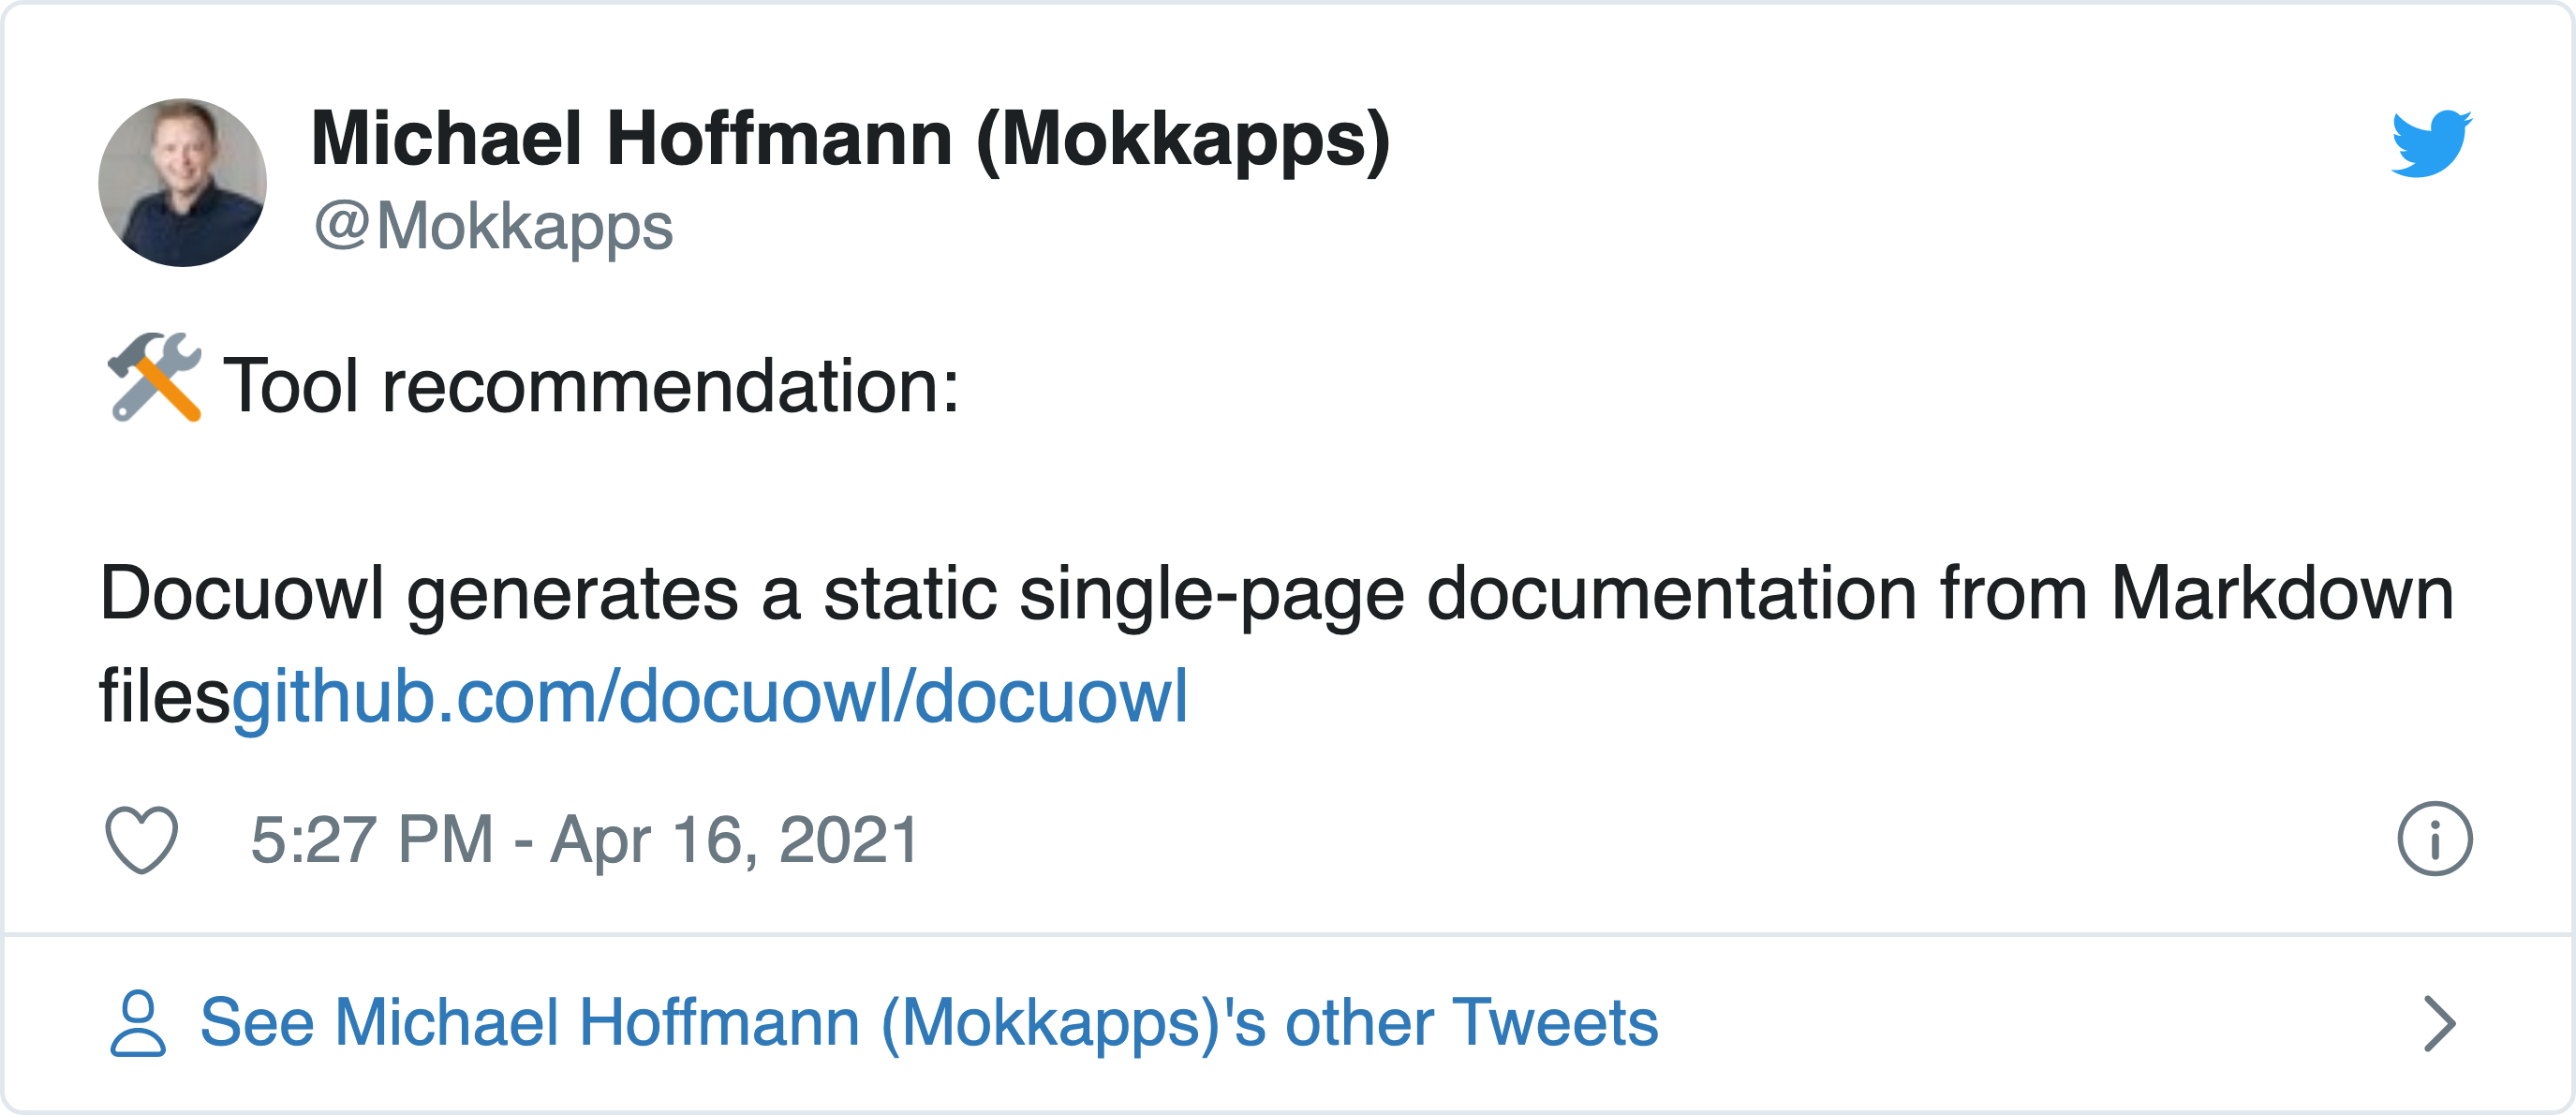 Michael Hoffmann (Mokkapps)
@Mokkapps
🛠 Tool recommendation:
Docuowl generates a static single-page documentation from Markdown
filesgithub.com/docuowl/docuowl
5:27 PM - Apr 16, 2021
See Michael Hoffmann (Mokkapps)'s other Tweets